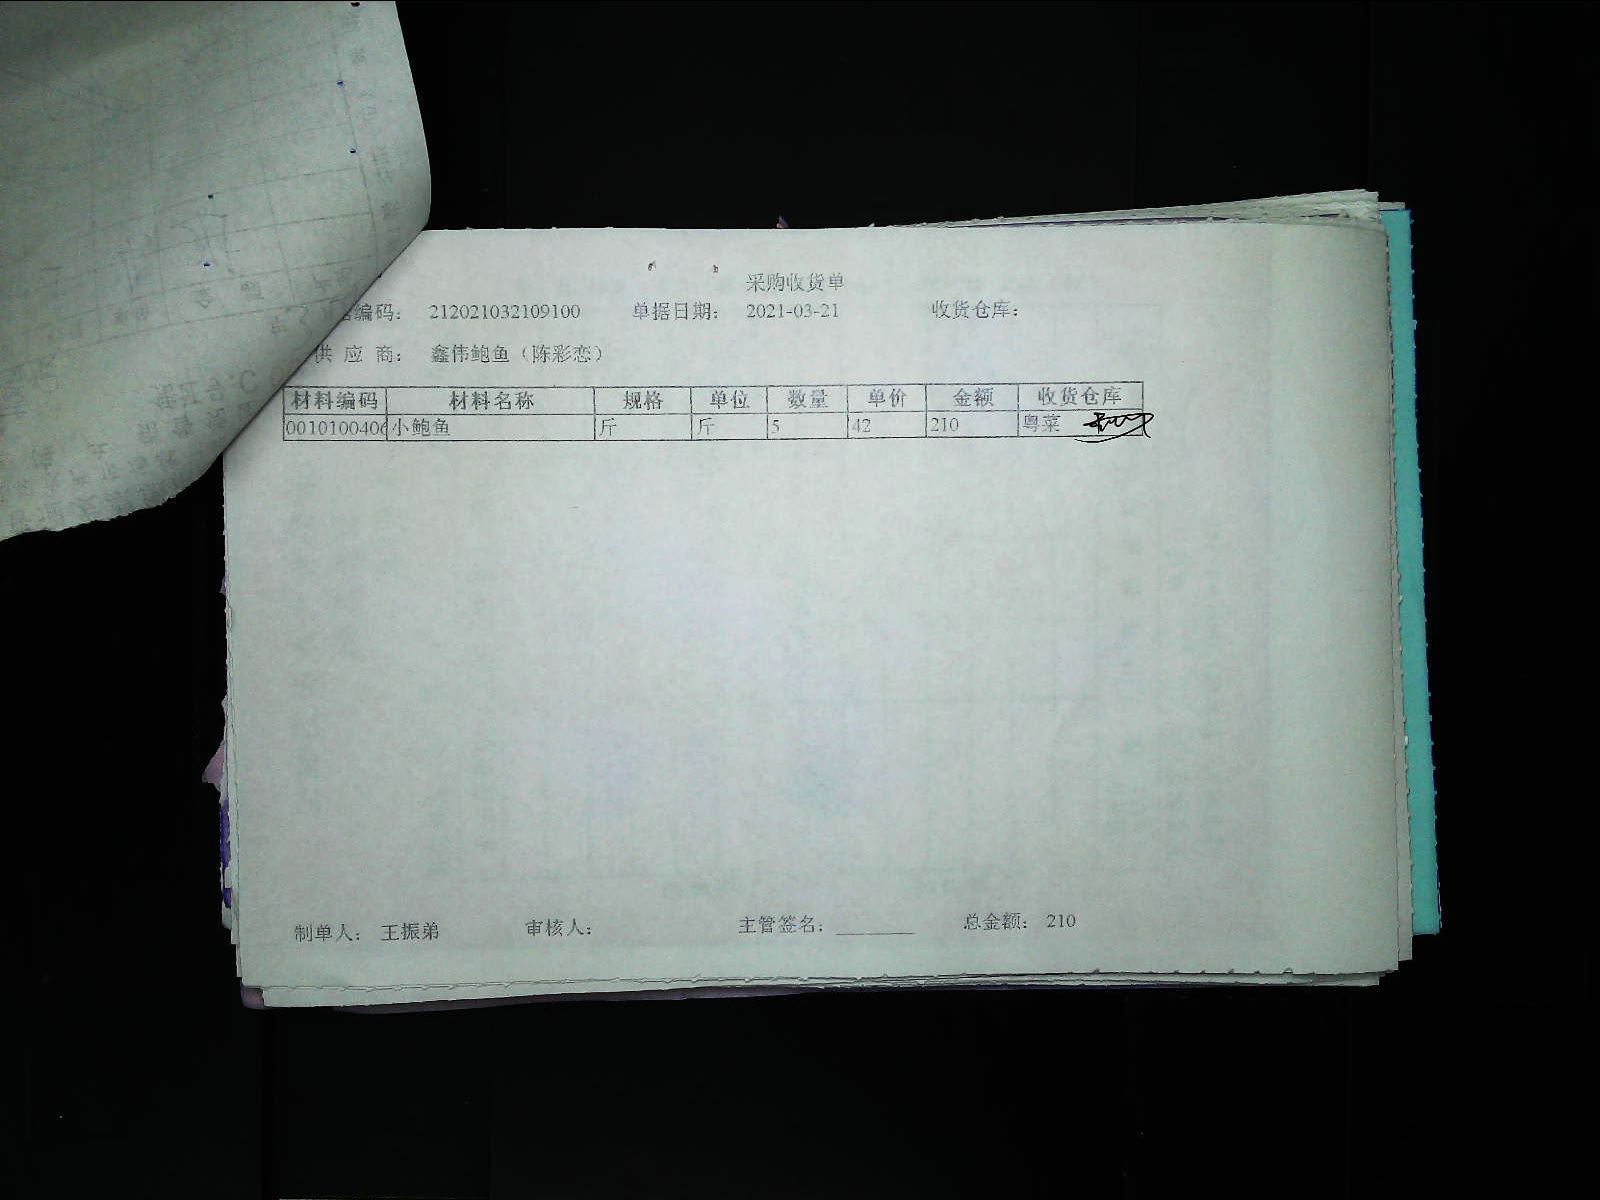 采购收货单
编码： 212021032109100 单据日期： 2021-03-21 收货仓库：
供 应 商： 鑫伟鲍鱼（陈彩恋）
材料编码 材料名称 规格 单位 数量 单价 金额 收货仓库
0010100406 小鲍鱼 斤 斤 5 42 210 粤菜
制单人： 王振弟 审核人： 主管签名： ________ 总金额： 210